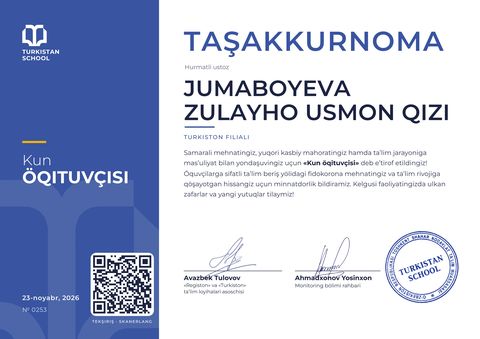 TURKISTAN
SCHOOL
Kun
ÖQITUVÇISI
23-noyabr, 2026
№ 0253
TEKŞIRIŞ - SKANERLANG
TAŞAKKURNOMA
Hurmatli ustoz
JUMABOYEVA
ZULAYHO USMON QIZI
TURKISTON FILIALI
Samarali mehnatingiz, yuqori kasbiy mahoratingiz hamda ta’lim jarayoniga
mas’uliyat bilan yondaşuvingiz uçun «Kun öqituvçisi» deb e’tirof etildingiz!
Öquvçilarga sifatli ta’lim beriş yölidagi fidokorona mehnatingiz va ta’lim rivojiga
qöşayotgan hissangiz uçun minnatdorlik bildiramiz. Kelgusi faoliyatingizda ulkan
zafarlar va yangi yutuqlar tilaymiz!
Avazbek Tulovov
«Registon» va «Turkiston»
ta’lim loyihalari asoschisi
Ahmadxonov Yosinxon
Monitoring bölimi rahbari
TURKISTAN
SCHOOL